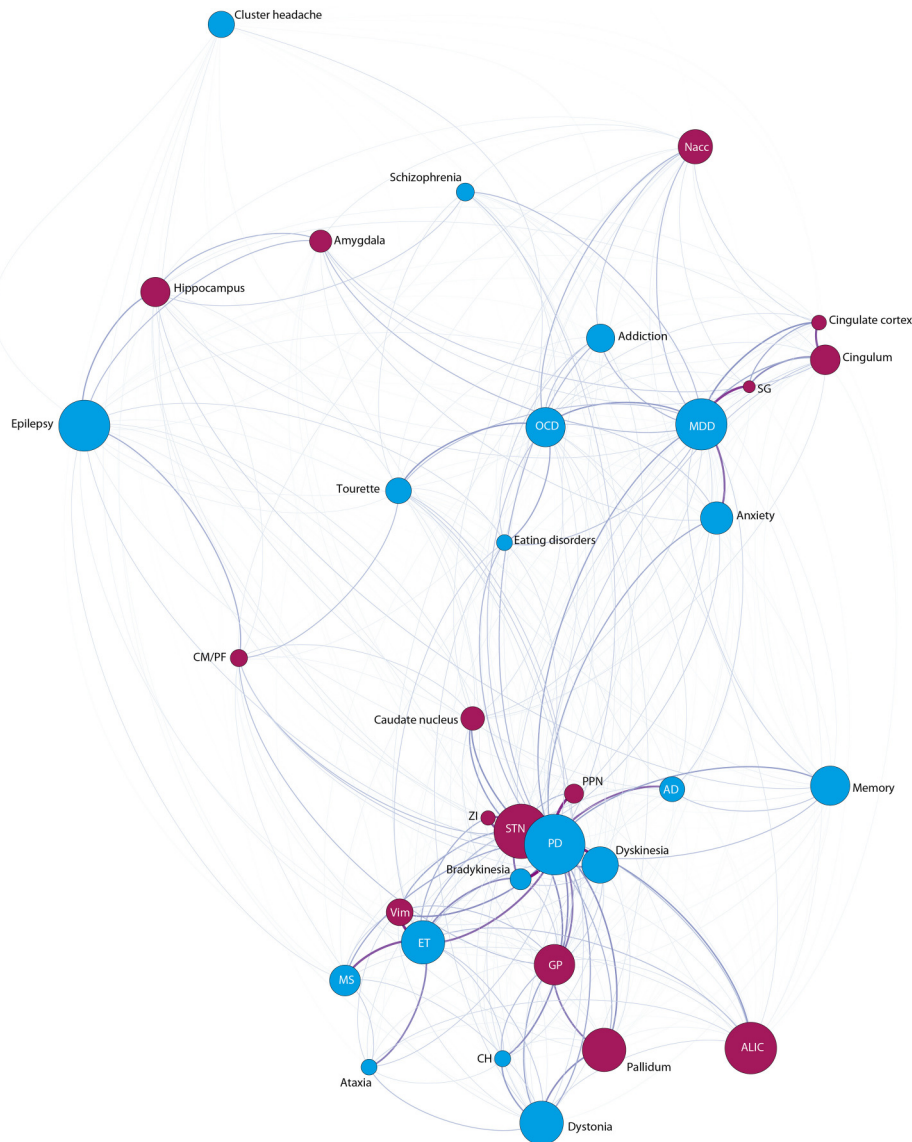 Cluster headache
Nacc
Schizophrenia
Amygdala
Hippocampus
Cingulate cortex
Addiction
Cingulum
SG
Epilepsy
OCD
MDD
Tourette
Anxiety
Eating disorders
CM/PF
Caudate nucleus
PPN
AD
Memory
ZI
STN
PD
Dyskinesia
Bradykinesia
Vim
ET
GP
MS
ALIC
CH
Pallidum
Ataxia
Dystonia